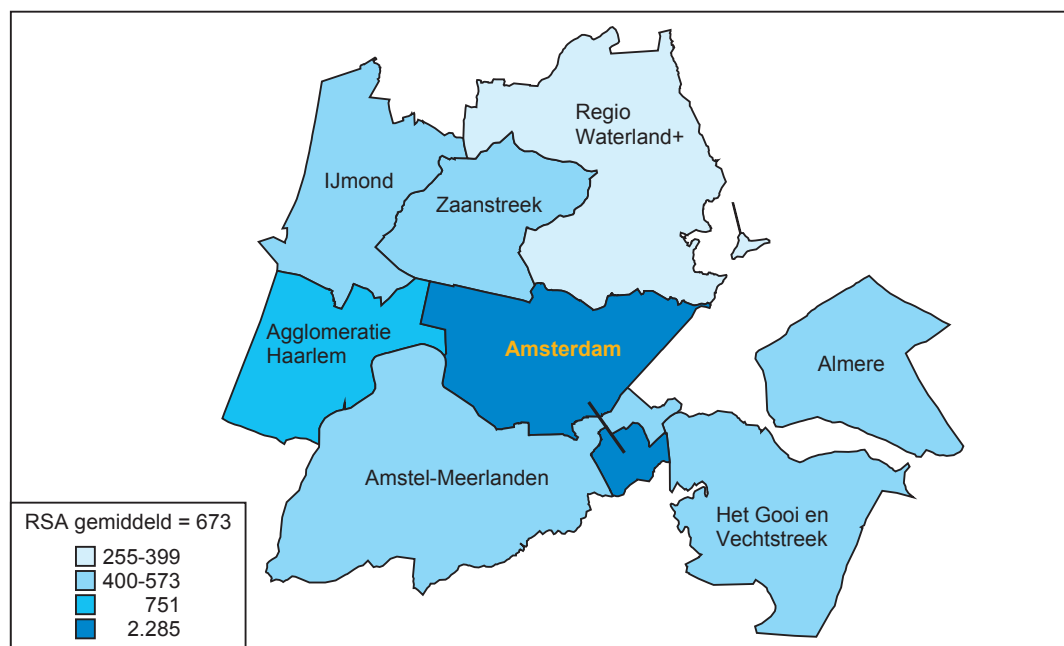 Regio
Waterland+
IJmond
Zaanstreek
Agglomeratie
Haarlem
Amsterdam
Almere
Amstel-Meerlanden
Het Gooi en
Vechtstreek
RSA gemiddeld = 673
255-399
400-573
751
2.285